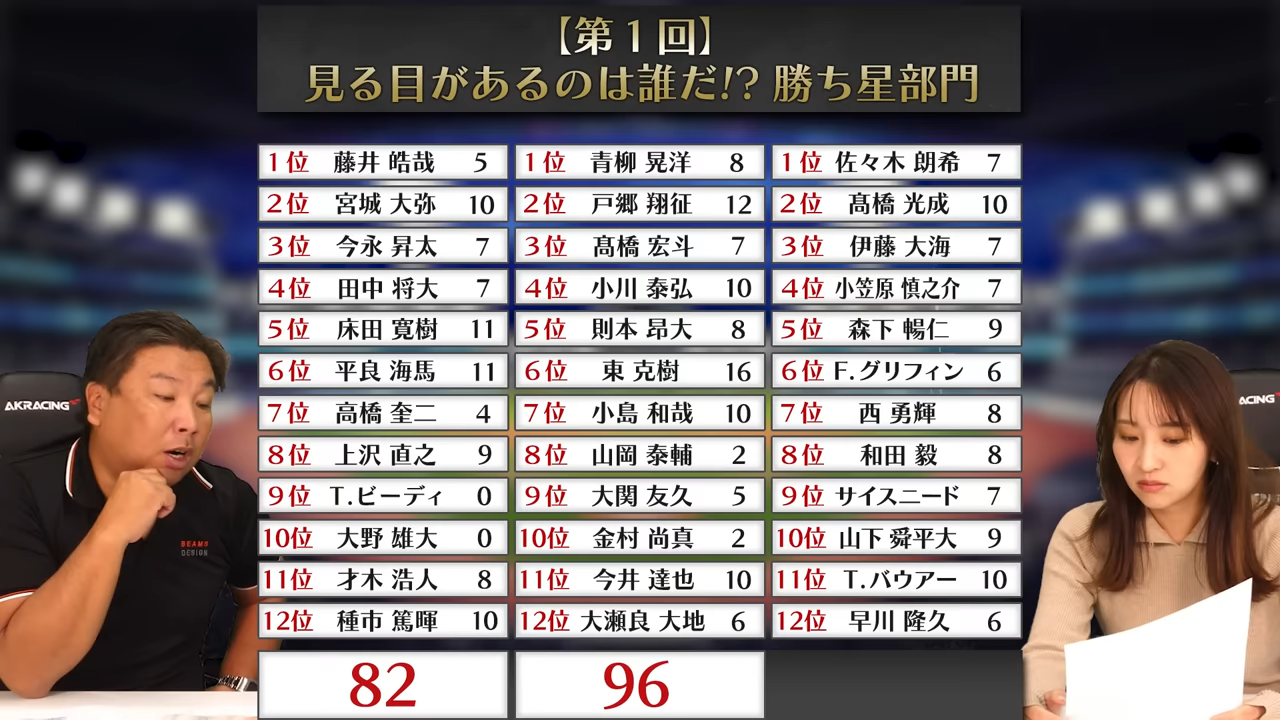 【第1回】
見る目があるのは誰だ!? 勝ち星部門
1位 藤井 皓哉 5
2位 宮城 大弥 10
3位 今永 昇太 7
4位 田中 将大 7
5位 床田 寛樹 11
6位 平良 海馬 11
7位 高橋 奎二 4
8位 上沢 直之 9
9位 T.ビーディ 0
10位 大野 雄大 0
11位 才木 浩人 8
12位 種市 篤暉 10
82
1位 青柳 晃洋 8
2位 戸郷 翔征 12
3位 髙橋 宏斗 7
4位 小川 泰弘 10
5位 則本 昂大 8
6位 東 克樹 16
7位 小島 和哉 10
8位 山岡 泰輔 2
9位 大関 友久 5
10位 金村 尚真 2
11位 今井 達也 10
12位 大瀬良 大地 6
96
1位 佐々木 朗希 7
2位 髙橋 光成 10
3位 伊藤 大海 7
4位 小笠原 慎之介 7
5位 森下 暢仁 9
6位 F.グリフィン 6
7位 西 勇輝 8
8位 和田 毅 8
9位 サイスニード 7
10位 山下 舜平大 9
11位 T.バウアー 10
12位 早川 隆久 6
AKRACING
BEAMS
DESIGN
ACING